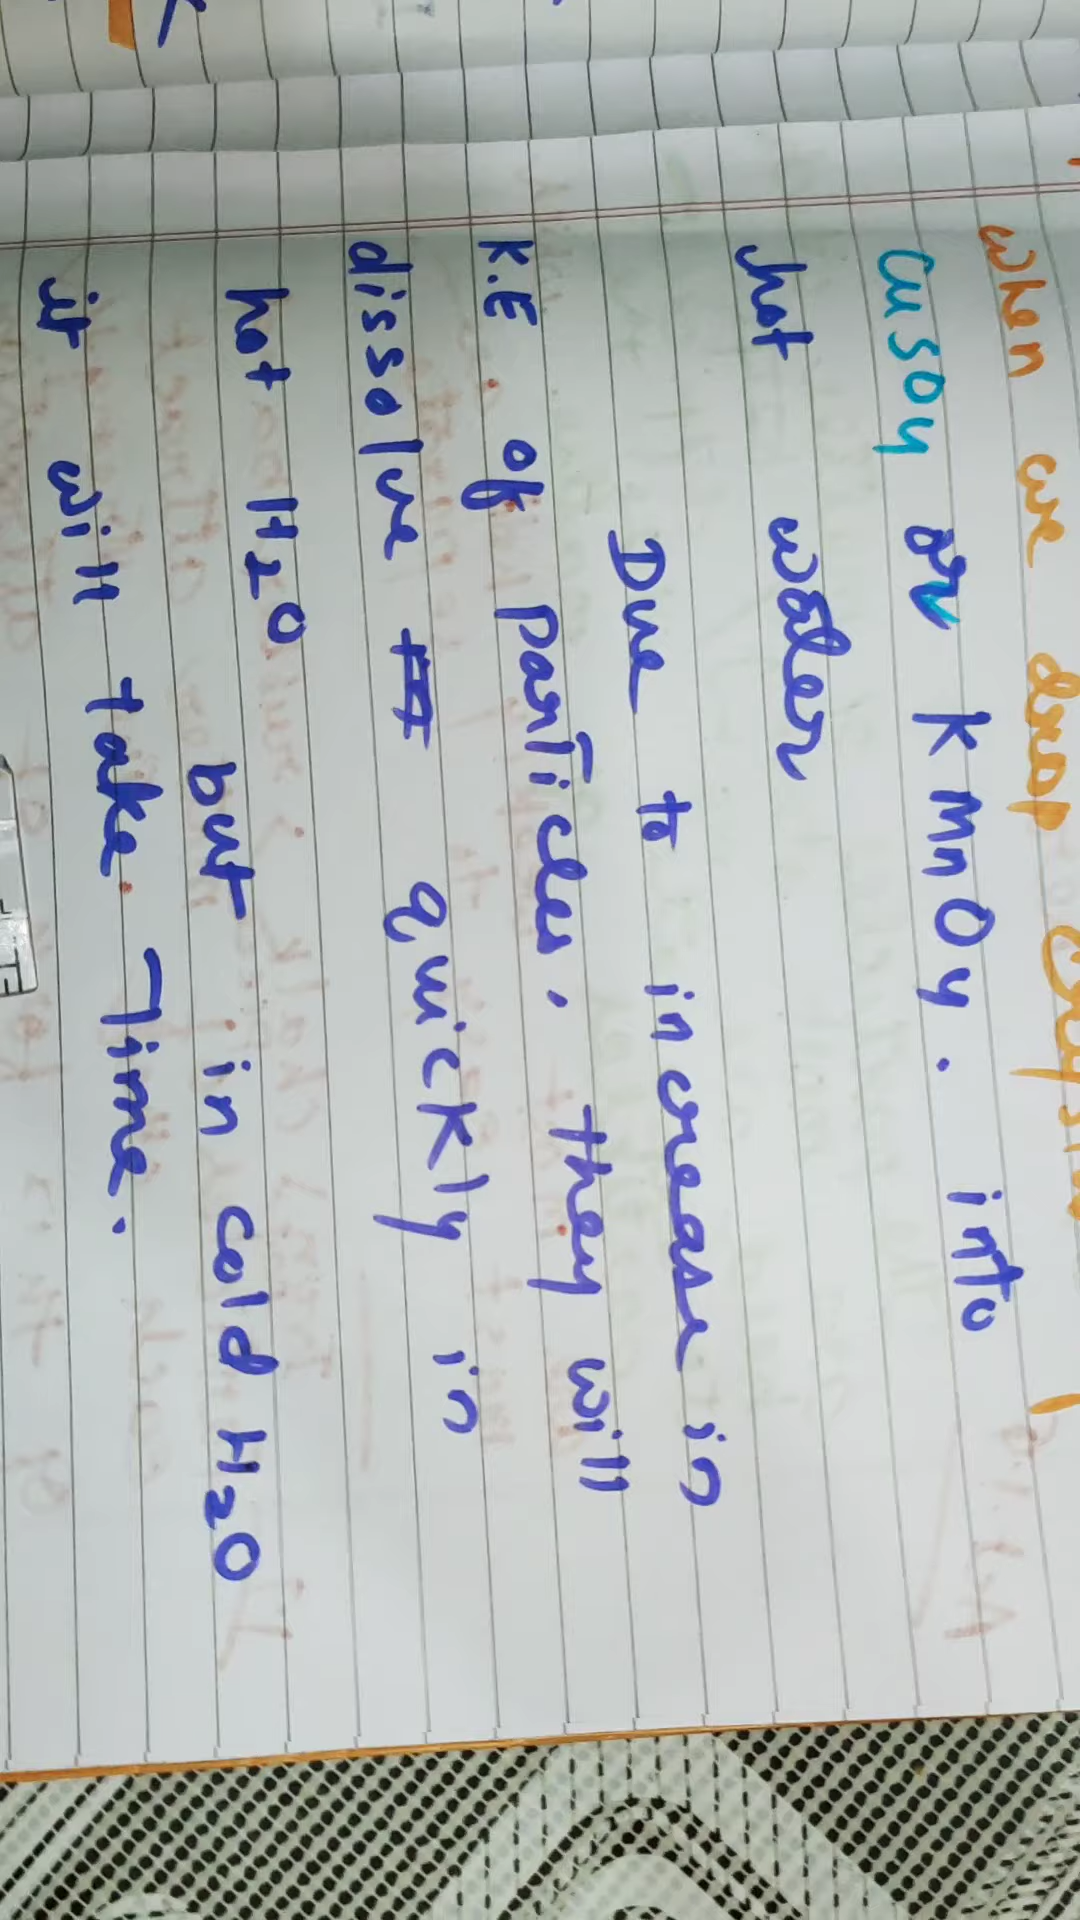 when we drop
CuSO4 or KMnO4. into
hot water
Due to increase in
K.E of particles. they will
dissolve quickly in
hot H2O but in cold H2O
it will take Time.